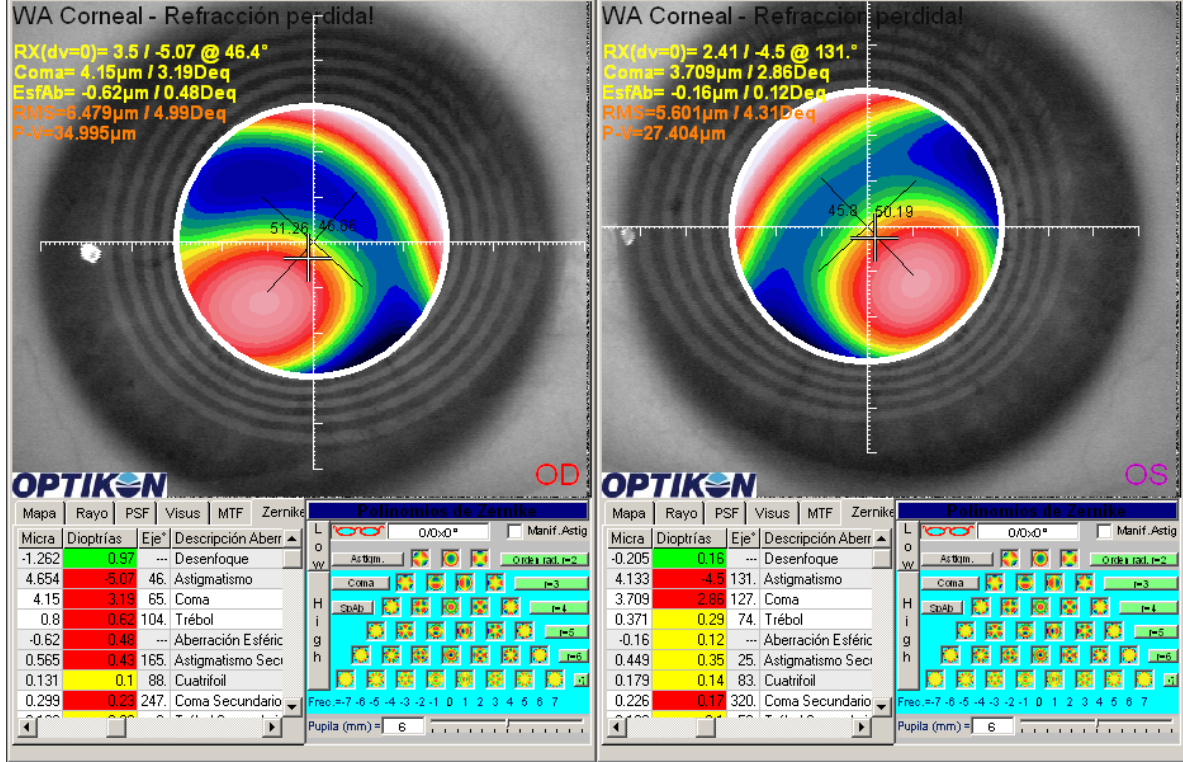 WA Corneal - Refracción perdida!
RX(dv=0)= 3.5 / -5.07 @ 46.4°
Coma= 4.15µm / 3.19Deq
EsfAb= -0.62µm / 0.48Deq
RMS=6.479µm / 4.99Deq
P-V=34.995µm
51.26 46.66
OPTIKON
OD
Mapa Rayo PSF Visus MTF Zernike
Micra Dioptrías Eje° Descripción Aberr
-1.262 0.97 --- Desenfoque
4.654 -5.07 46. Astigmatismo
4.15 3.19 65. Coma
0.8 0.62 104. Trébol
-0.62 0.48 --- Aberración Esféric
0.565 0.43 165. Astigmatismo Secu
0.131 0.1 88. Cuatrifoil
0.299 0.23 247. Coma Secundario
Polinomios de Zernike
Low
High
0/0x0° Manif.Astig
Astigm. Orden rad. r=2
Coma r=3
SpAb r=4
r=5
r=6
Frec.=-7 -6 -5 -4 -3 -2 -1 0 1 2 3 4 5 6 7
Pupila (mm) = 6
WA Corneal - Refracción perdida!
RX(dv=0)= 2.41 / -4.5 @ 131.°
Coma= 3.709µm / 2.86Deq
EsfAb= -0.16µm / 0.12Deq
RMS=5.601µm / 4.31Deq
P-V=27.404µm
45.8 50.19
OPTIKON
OS
Mapa Rayo PSF Visus MTF Zernike
Micra Dioptrías Eje° Descripción Aberr
-0.205 0.16 --- Desenfoque
4.133 -4.5 131. Astigmatismo
3.709 2.86 127. Coma
0.371 0.29 74. Trébol
-0.16 0.12 --- Aberración Esféric
0.449 0.35 25. Astigmatismo Secu
0.179 0.14 83. Cuatrifoil
0.226 0.17 320. Coma Secundario
Polinomios de Zernike
Low
High
0/0x0° Manif.Astig
Astigm. Orden rad. r=2
Coma r=3
SpAb r=4
r=5
r=6
Frec.=-7 -6 -5 -4 -3 -2 -1 0 1 2 3 4 5 6 7
Pupila (mm) = 6